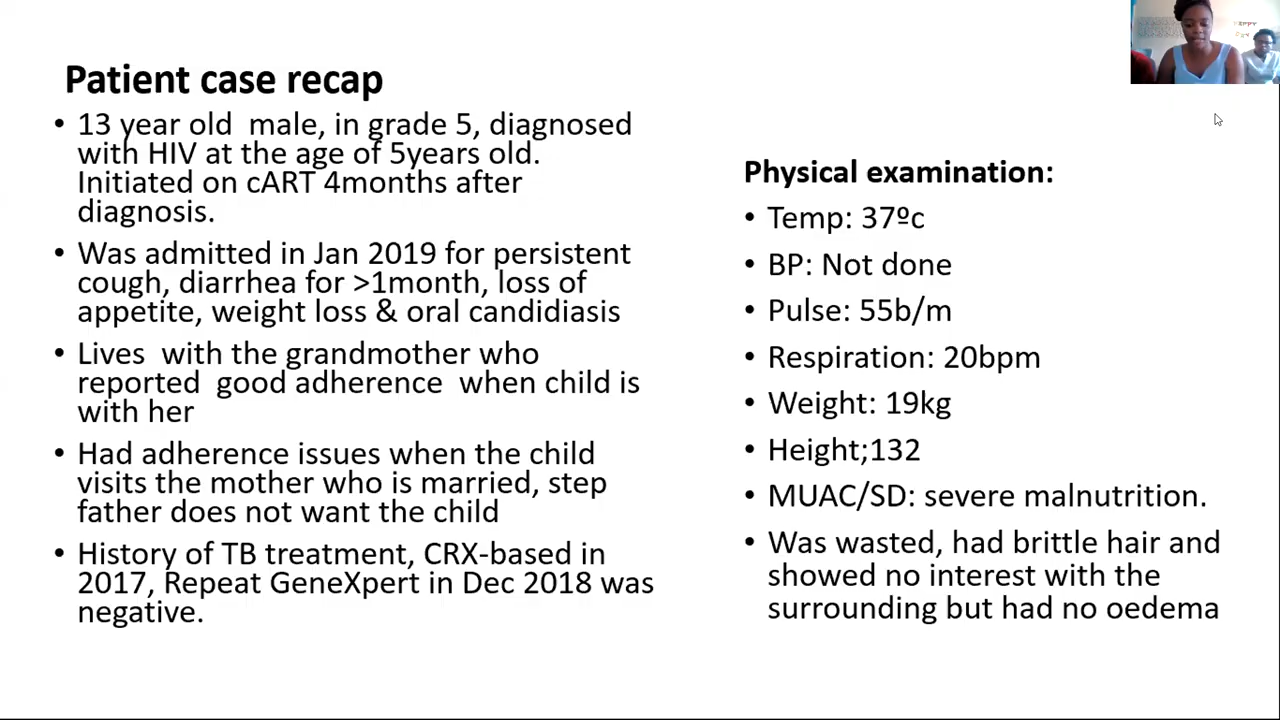 Patient case recap
• 13 year old  male, in grade 5, diagnosed
with HIV at the age of 5years old.
Initiated on cART 4months after
diagnosis.
• Was admitted in Jan 2019 for persistent
cough, diarrhea for >1month, loss of
appetite, weight loss & oral candidiasis
• Lives  with the grandmother who
reported  good adherence  when child is
with her
• Had adherence issues when the child
visits the mother who is married, step
father does not want the child
• History of TB treatment, CRX-based in
2017, Repeat GeneXpert in Dec 2018 was
negative.
Physical examination:
• Temp: 37ºc
• BP: Not done
• Pulse: 55b/m
• Respiration: 20bpm
• Weight: 19kg
• Height;132
• MUAC/SD: severe malnutrition.
• Was wasted, had brittle hair and
showed no interest with the
surrounding but had no oedema